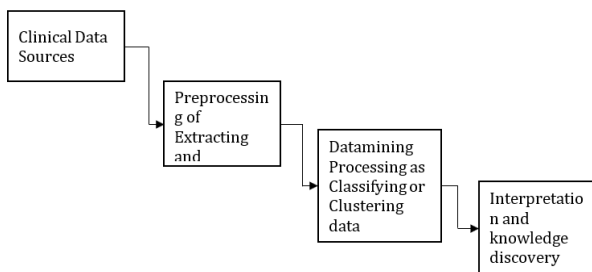 Clinical Data
Sources
Preprocessin
g of
Extracting and
Datamining
Processing as
Classifying or
Clustering
data
Interpretatio
n and
knowledge
discovery